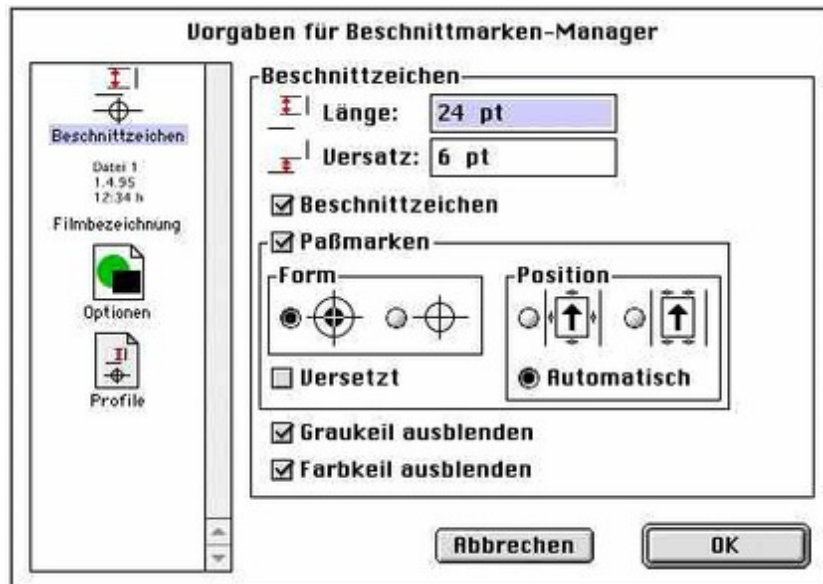 Vorgaben für Beschnittmarken-Manager
Beschnittzeichen
Datei 1
1.4.95
12:34 h
Filmbezeichnung
Optionen
Profile
Beschnittzeichen
Länge: 24 pt
Versatz: 6 pt
Beschnittzeichen
Paßmarken
Form
Position
Versetzt
Automatisch
Graukeil ausblenden
Farbkeil ausblenden
Abbrechen
OK